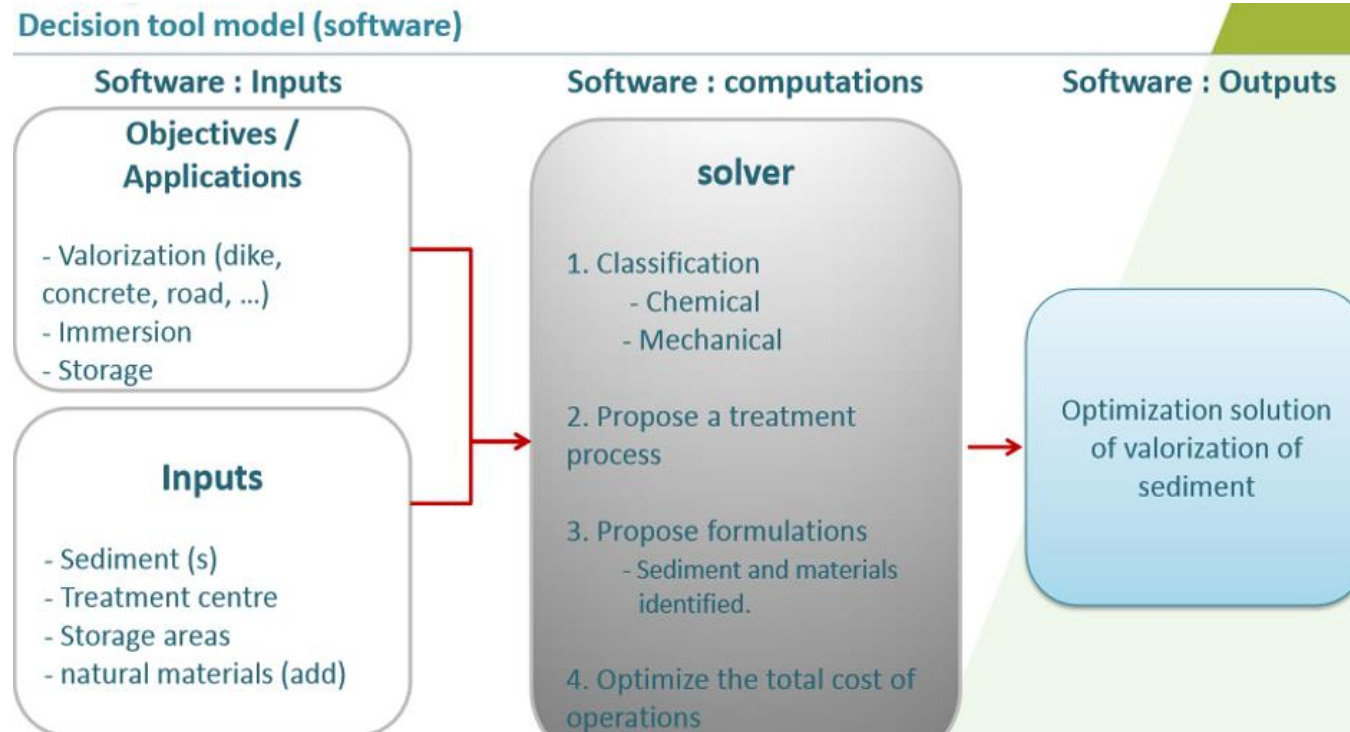 Decision tool model (software)
Software : Inputs
Objectives /
Applications
- Valorization (dike,
concrete, road, ...)
- Immersion
- Storage
Inputs
- Sediment (s)
- Treatment centre
- Storage areas
- natural materials (add)
Software : computations
solver
1. Classification
- Chemical
- Mechanical
2. Propose a treatment
process
3. Propose formulations
- Sediment and materials
identified.
4. Optimize the total cost of
operations
Software : Outputs
Optimization solution
of valorization of
sediment